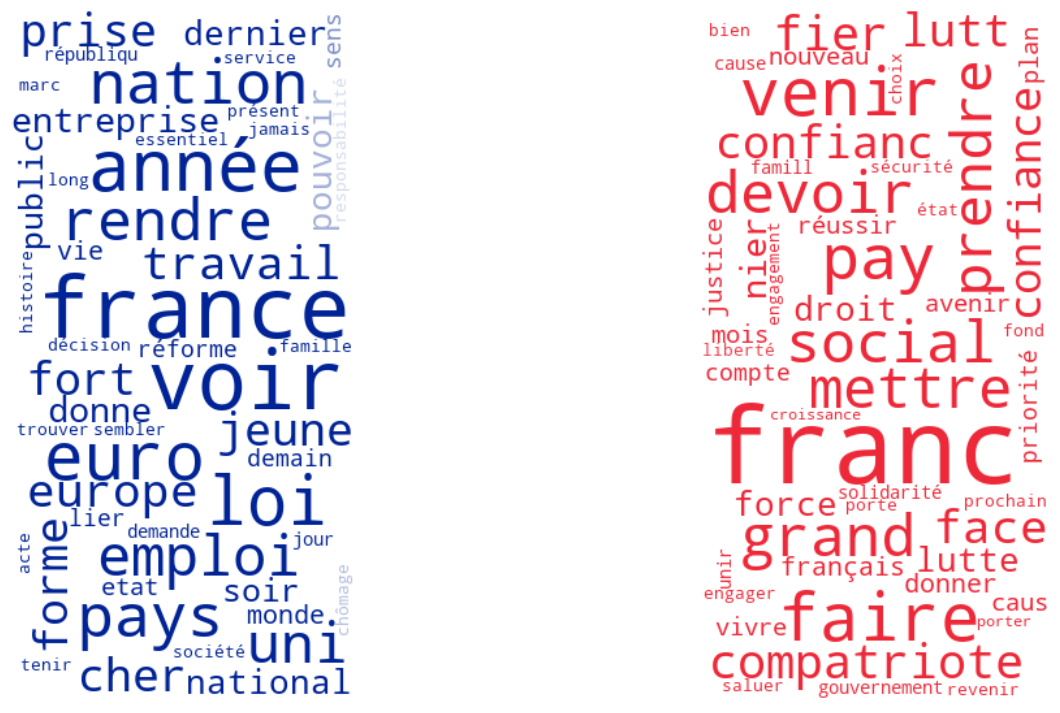 prise
dernier
sens
républiqu
service
marc
nation
entreprise
présent
jamais
essentiel
pouvoir
responsabilité
public
long
année
rendre
vie
histoire
travail
france
décision
réforme
famille
fort
voir
donne
trouver
sembler
jeune
euro
demain
europe
loi
lier
forme
acte
demande
emploi
jour
etat
soir
chômage
pays
monde
société
uni
tenir
cher
national
bien
fier
lutt
plan
cause
nouveau
choix
venir
prendre
confiance
confianc
famill
sécurité
devoir
état
réussir
justice
nier
engagement
pay
droit
avenir
mois
fond
liberté
social
compte
mettre
priorité
croissance
franc
solidarité
prochain
force
porte
grand
face
unir
français
lutte
donner
engager
faire
caus
vivre
porter
compatriote
saluer
gouvernement
revenir